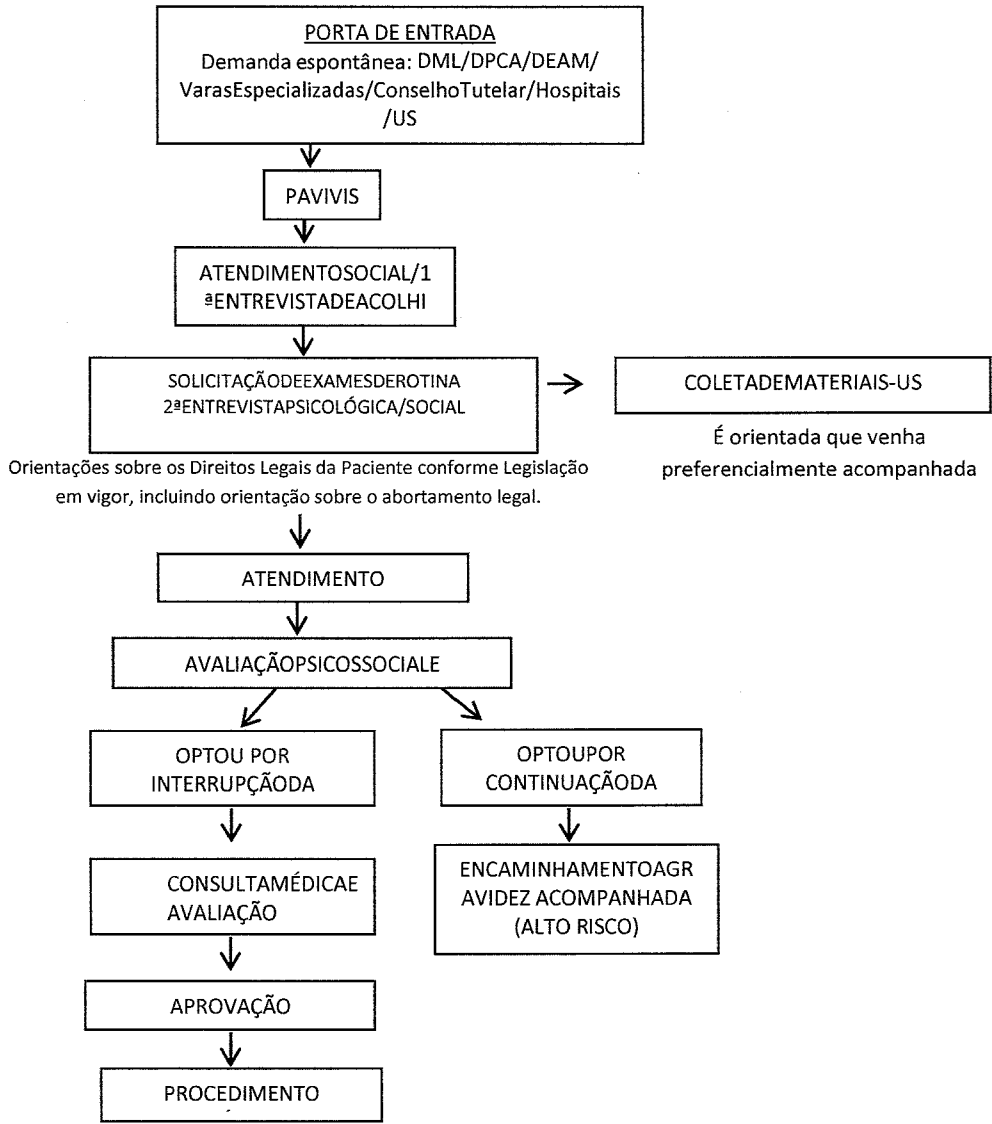 PORTA DE ENTRADA
Demanda espontânea: DML/DPCA/DEAM/
VarasEspecializadas/ConselhoTutelar/Hospitais
/US
PAVIVIS
ATENDIMENTOSOCIAL/1
ªENTREVISTADEACOLHI
SOLICITAÇÃODEEXAMESDEROTINA
2ªENTREVISTAPSICOLÓGICA/SOCIAL
COLETADEMATERIAIS-US
É orientada que venha
preferencialmente acompanhada
Orientações sobre os Direitos Legais da Paciente conforme Legislação
em vigor, incluindo orientação sobre o abortamento legal.
ATENDIMENTO
AVALIAÇÃOPSICOSSOCIALE
OPTOU POR
INTERRUPÇÃODA
OPTOUPOR
CONTINUAÇÃODA
CONSULTAMÉDICAE
AVALIAÇÃO
ENCAMINHAMENTOAGR
AVIDEZ ACOMPANHADA
(ALTO RISCO)
APROVAÇÃO
PROCEDIMENTO